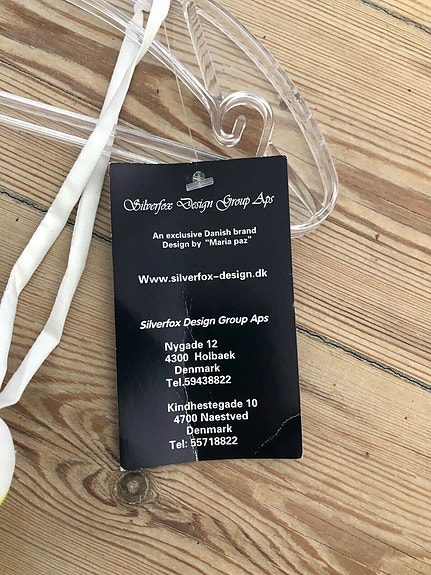 Silverfox Design Group Aps
An exclusive Danish brand
Design by "Maria paz"
Www.silverfox-design.dk
Silverfox Design Group Aps
Nygade 12
4300 Holbaek
Denmark
Tel.59438822
Kindhestegade 10
4700 Naestved
Denmark
Tel: 55718822